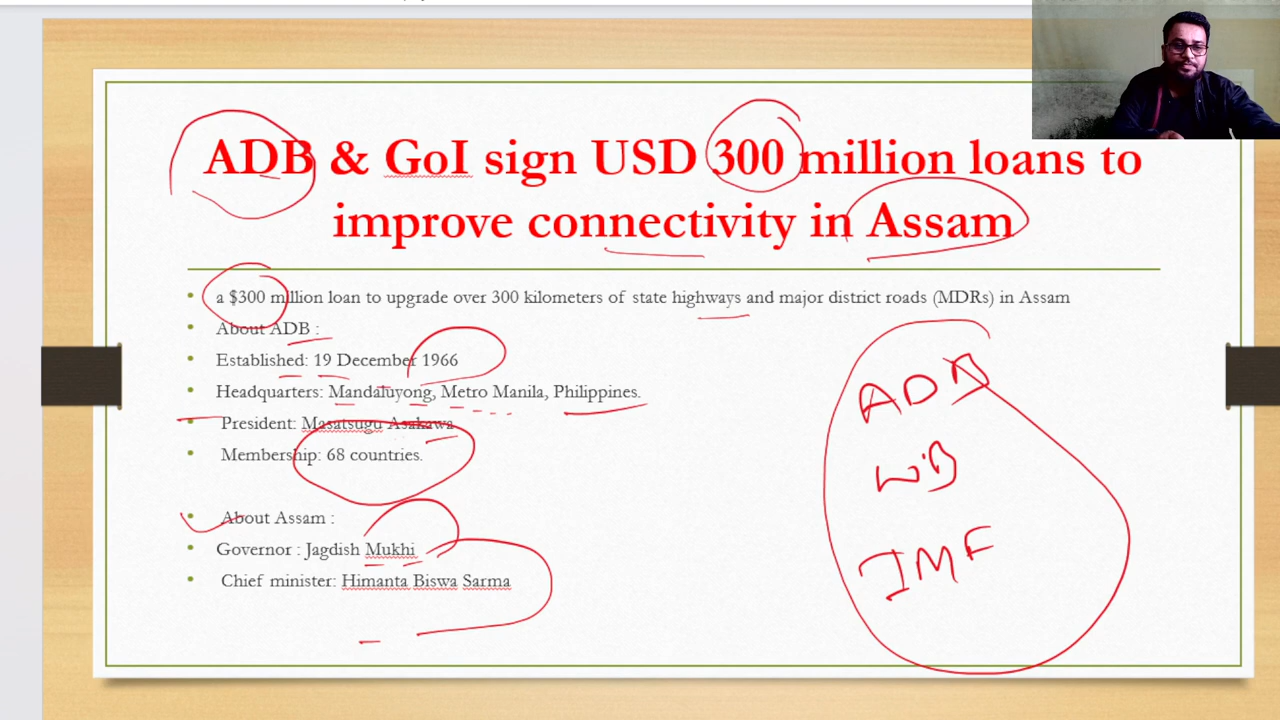 ADB & GoI sign USD 300 million loans to
improve connectivity in Assam
• a $300 million loan to upgrade over 300 kilometers of state highways and major district roads (MDRs) in Assam
• About ADB :
• Established: 19 December 1966
• Headquarters: Mandaluyong, Metro Manila, Philippines.
• President: Masatsugu Asakawa
• Membership: 68 countries.
• About Assam :
• Governor : Jagdish Mukhi
• Chief minister: Himanta Biswa Sarma
ADB
WB
IMF